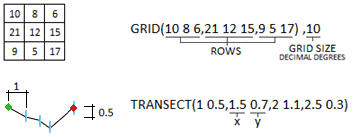 10 8 6
21 12 15
9 5 17
GRID(10 8 6,21 12 15,9 5 17) ,10
ROWS
GRID SIZE
DECIMAL DEGREES
1
0.5
TRANSECT(1 0.5,1.5 0.7,2 1.1,2.5 0.3)
x y